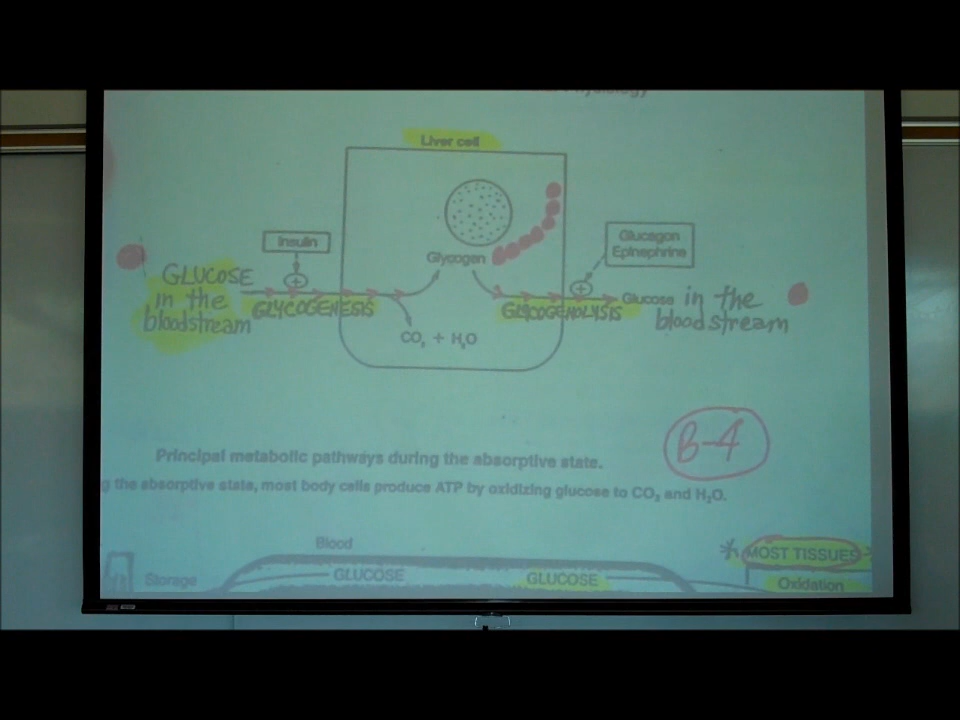 Physiology
Liver cell
Insulin
Glucagon
Epinephrine
Glycogen
GLUCOSE
in the
bloodstream
+
GLYCOGENESIS
+
GLYCOGENOLYSIS
Glucose in the
bloodstream
CO₂ + H₂O
B-4
Principal metabolic pathways during the absorptive state.
g the absorptive state, most body cells produce ATP by oxidizing glucose to CO₂ and H₂O.
Blood
MOST TISSUES
Storage
GLUCOSE
GLUCOSE
Oxidation